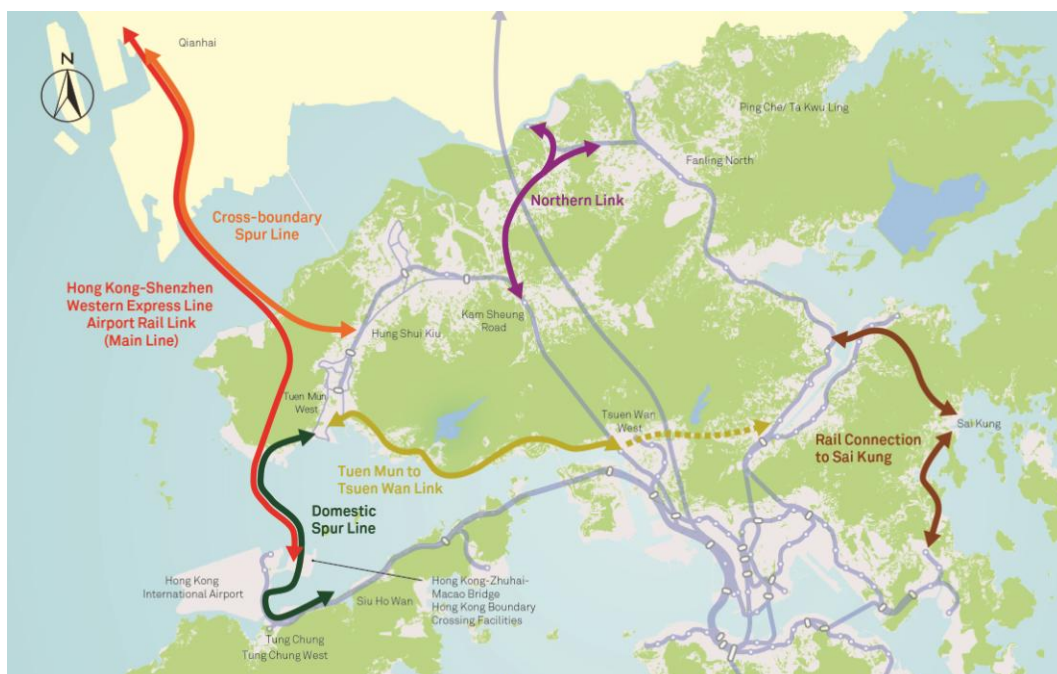 Qianhai
N
Ping Che/ Ta Kwu Ling
Fanling North
Northern Link
Cross-boundary
Spur Line
Hong Kong-Shenzhen
Western Express Line
Airport Rail Link
(Main Line)
Kam Sheung
Road
Hung Shui Kiu
Tuen Mun
West
Tsuen Wan
West
Sai Kung
Rail Connection
to Sai Kung
Tuen Mun to
Tsuen Wan Link
Domestic
Spur Line
Hong Kong
International Airport
Siu Ho Wan
Hong Kong-Zhuhai-
Macao Bridge
Hong Kong Boundary
Crossing Facilities
Tung Chung
Tung Chung West